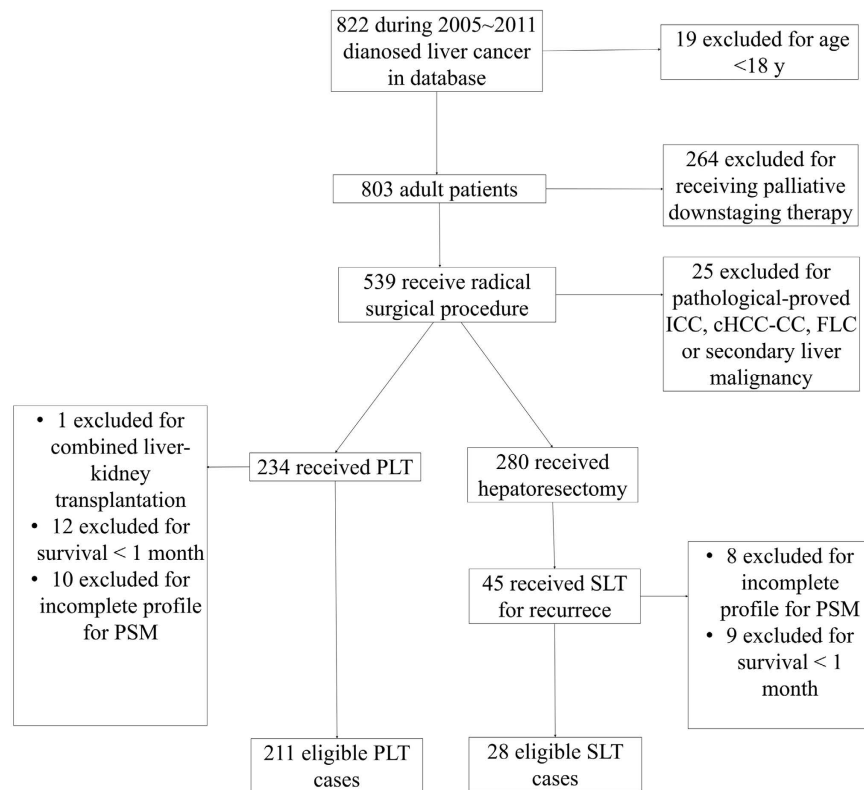 822 during 2005~2011
dianosed liver cancer
in database
19 excluded for age
<18 y
803 adult patients
264 excluded for
receiving palliative
downstaging therapy
539 receive radical
surgical procedure
25 excluded for
pathological-proved
ICC, cHCC-CC, FLC
or secondary liver
malignancy
• 1 excluded for
combined liver-
kidney
transplantation
• 12 excluded for
survival < 1 month
• 10 excluded for
incomplete profile
for PSM
234 received PLT
280 received
hepatoresectomy
45 received SLT
for recurrece
• 8 excluded for
incomplete
profile for PSM
• 9 excluded for
survival < 1
month
211 eligible PLT
cases
28 eligible SLT
cases